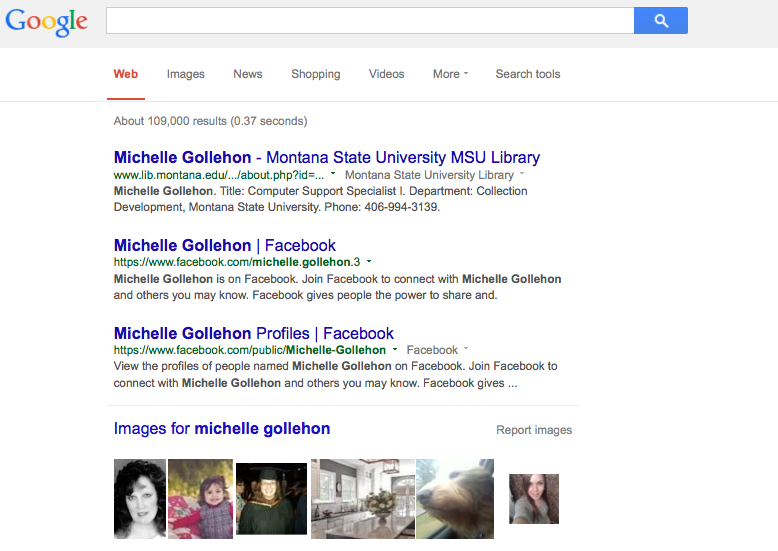 Google
Web Images News Shopping Videos More Search tools
About 109,000 results (0.37 seconds)
Michelle Gollehon - Montana State University MSU Library
www.lib.montana.edu/.../about.php?id=... Montana State University Library
Michelle Gollehon. Title: Computer Support Specialist I. Department: Collection
Development, Montana State University. Phone: 406-994-3139.
Michelle Gollehon | Facebook
https://www.facebook.com/michelle.gollehon.3
Michelle Gollehon is on Facebook. Join Facebook to connect with Michelle Gollehon
and others you may know. Facebook gives people the power to share and.
Michelle Gollehon Profiles | Facebook
https://www.facebook.com/public/Michelle-Gollehon Facebook
View the profiles of people named Michelle Gollehon on Facebook. Join Facebook to
connect with Michelle Gollehon and others you may know. Facebook gives ...
Images for michelle gollehon Report images